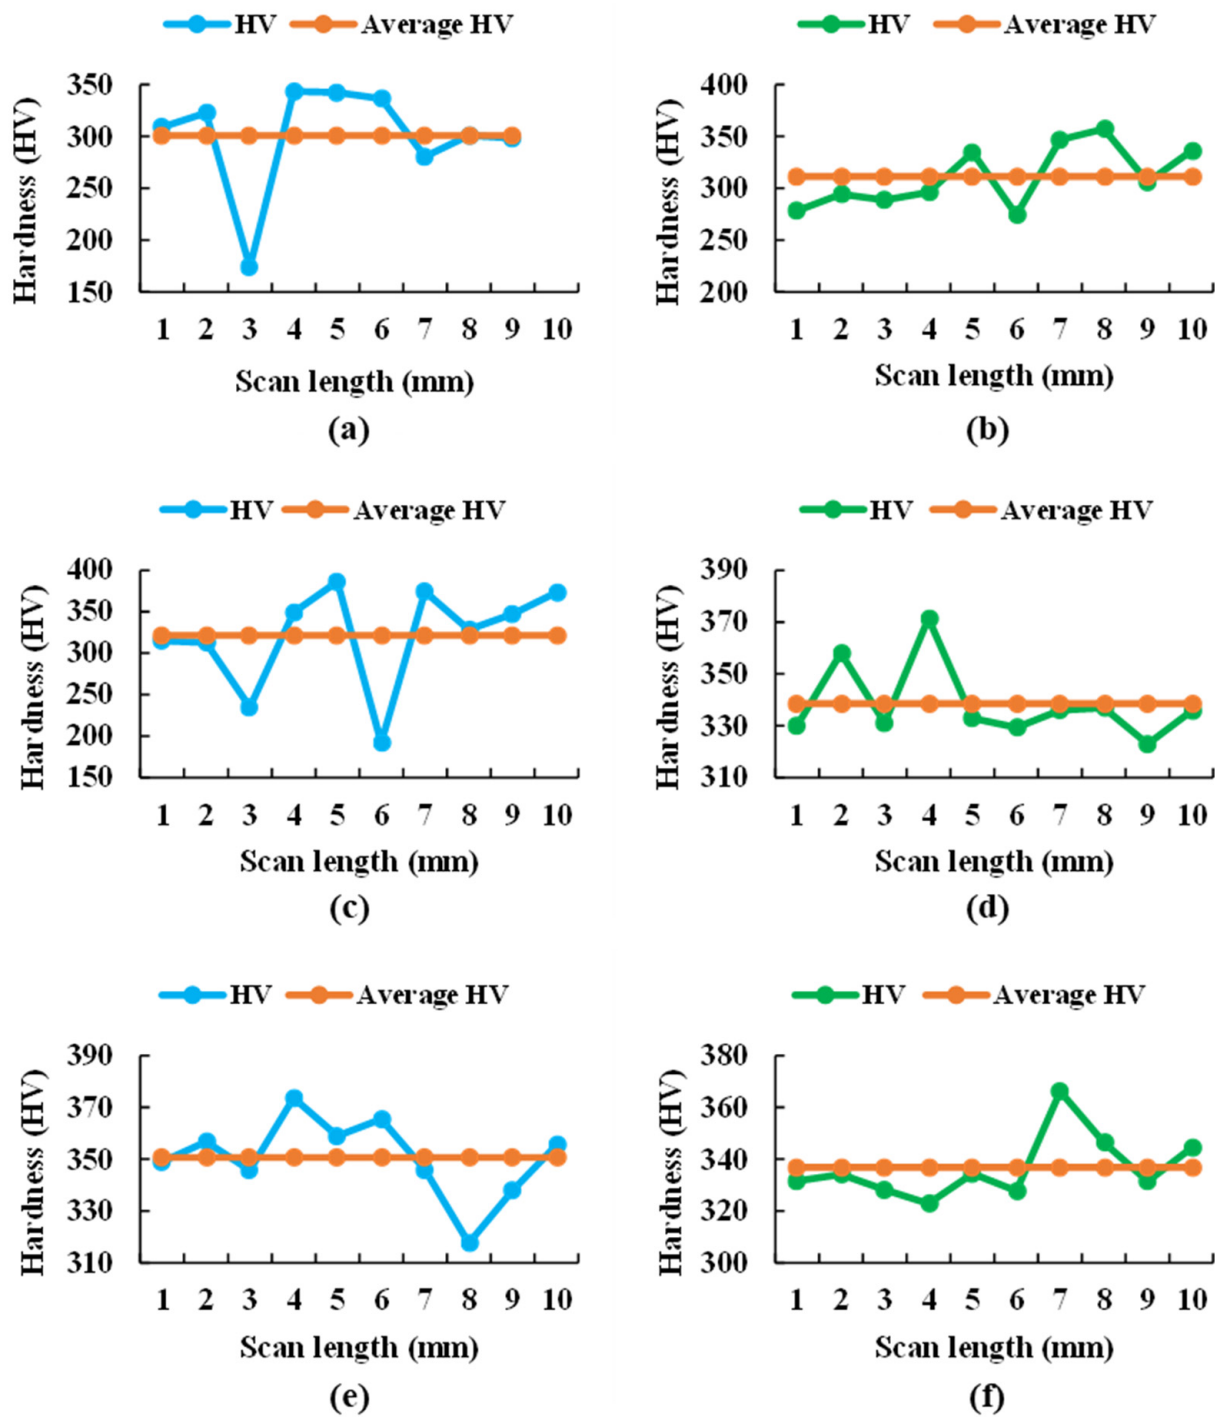 HV Average HV
350
300
250
200
150
Hardness (HV)
1 2 3 4 5 6 7 8 9 10
Scan length (mm)
(a)
HV Average HV
400
350
300
250
200
Hardness (HV)
1 2 3 4 5 6 7 8 9 10
Scan length (mm)
(b)
HV Average HV
400
350
300
250
200
150
Hardness (HV)
1 2 3 4 5 6 7 8 9 10
Scan length (mm)
(c)
HV Average HV
390
370
350
330
310
Hardness (HV)
1 2 3 4 5 6 7 8 9 10
Scan length (mm)
(d)
HV Average HV
390
370
350
330
310
Hardness (HV)
1 2 3 4 5 6 7 8 9 10
Scan length (mm)
(e)
HV Average HV
380
360
340
320
300
Hardness (HV)
1 2 3 4 5 6 7 8 9 10
Scan length (mm)
(f)